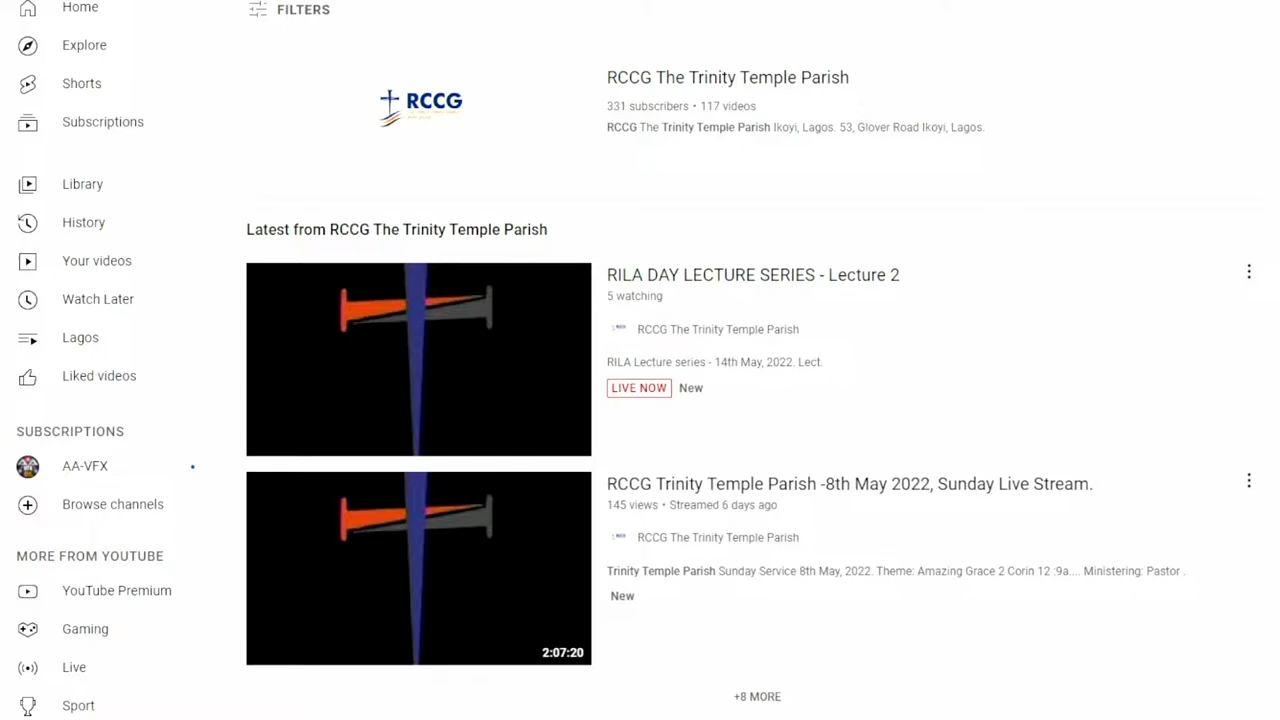 Home
Explore
Shorts
Subscriptions
Library
History
Your videos
Watch Later
Lagos
Liked videos
SUBSCRIPTIONS
AA-VFX
Browse channels
MORE FROM YOUTUBE
YouTube Premium
Gaming
Live
Sport
FILTERS
RCCG
RCCG The Trinity Temple Parish
331 subscribers • 117 videos
RCCG The Trinity Temple Parish Ikoyi, Lagos. 53, Glover Road Ikoyi, Lagos.
Latest from RCCG The Trinity Temple Parish
RILA DAY LECTURE SERIES - Lecture 2
5 watching
RCCG The Trinity Temple Parish
RILA Lecture series - 14th May, 2022. Lect.
LIVE NOW New
2:07:20
RCCG Trinity Temple Parish -8th May 2022, Sunday Live Stream.
145 views • Streamed 6 days ago
RCCG The Trinity Temple Parish
Trinity Temple Parish Sunday Service 8th May, 2022. Theme: Amazing Grace 2 Corin 12 :9a.... Ministering: Pastor .
New
+8 MORE